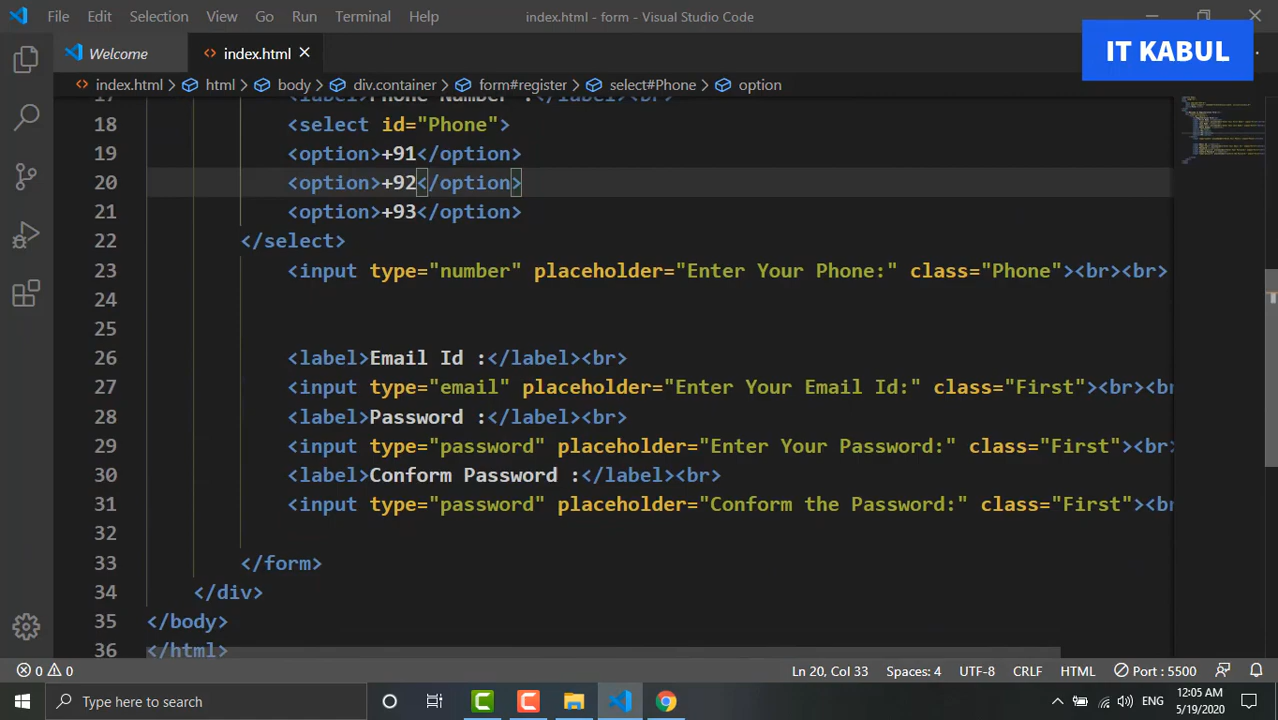 File Edit Selection View Go Run Terminal Help index.html - form - Visual Studio Code
IT KABUL
Welcome index.html
index.html > html > body > div.container > form#register > select#Phone > option
17 <label>Phone Number :</label><br>
18 <select id="Phone">
19 <option>+91</option>
20 <option>+92</option>
21 <option>+93</option>
22 </select>
23 <input type="number" placeholder="Enter Your Phone:" class="Phone"><br><br>
24
25
26 <label>Email Id :</label><br>
27 <input type="email" placeholder="Enter Your Email Id:" class="First"><br><br
28 <label>Password :</label><br>
29 <input type="password" placeholder="Enter Your Password:" class="First"><br>
30 <label>Conform Password :</label><br>
31 <input type="password" placeholder="Conform the Password:" class="First"><br
32
33 </form>
34 </div>
35 </body>
36 </html>
0 0 Ln 20, Col 33 Spaces: 4 UTF-8 CRLF HTML Port : 5500
Type here to search ENG 12:05 AM
5/19/2020